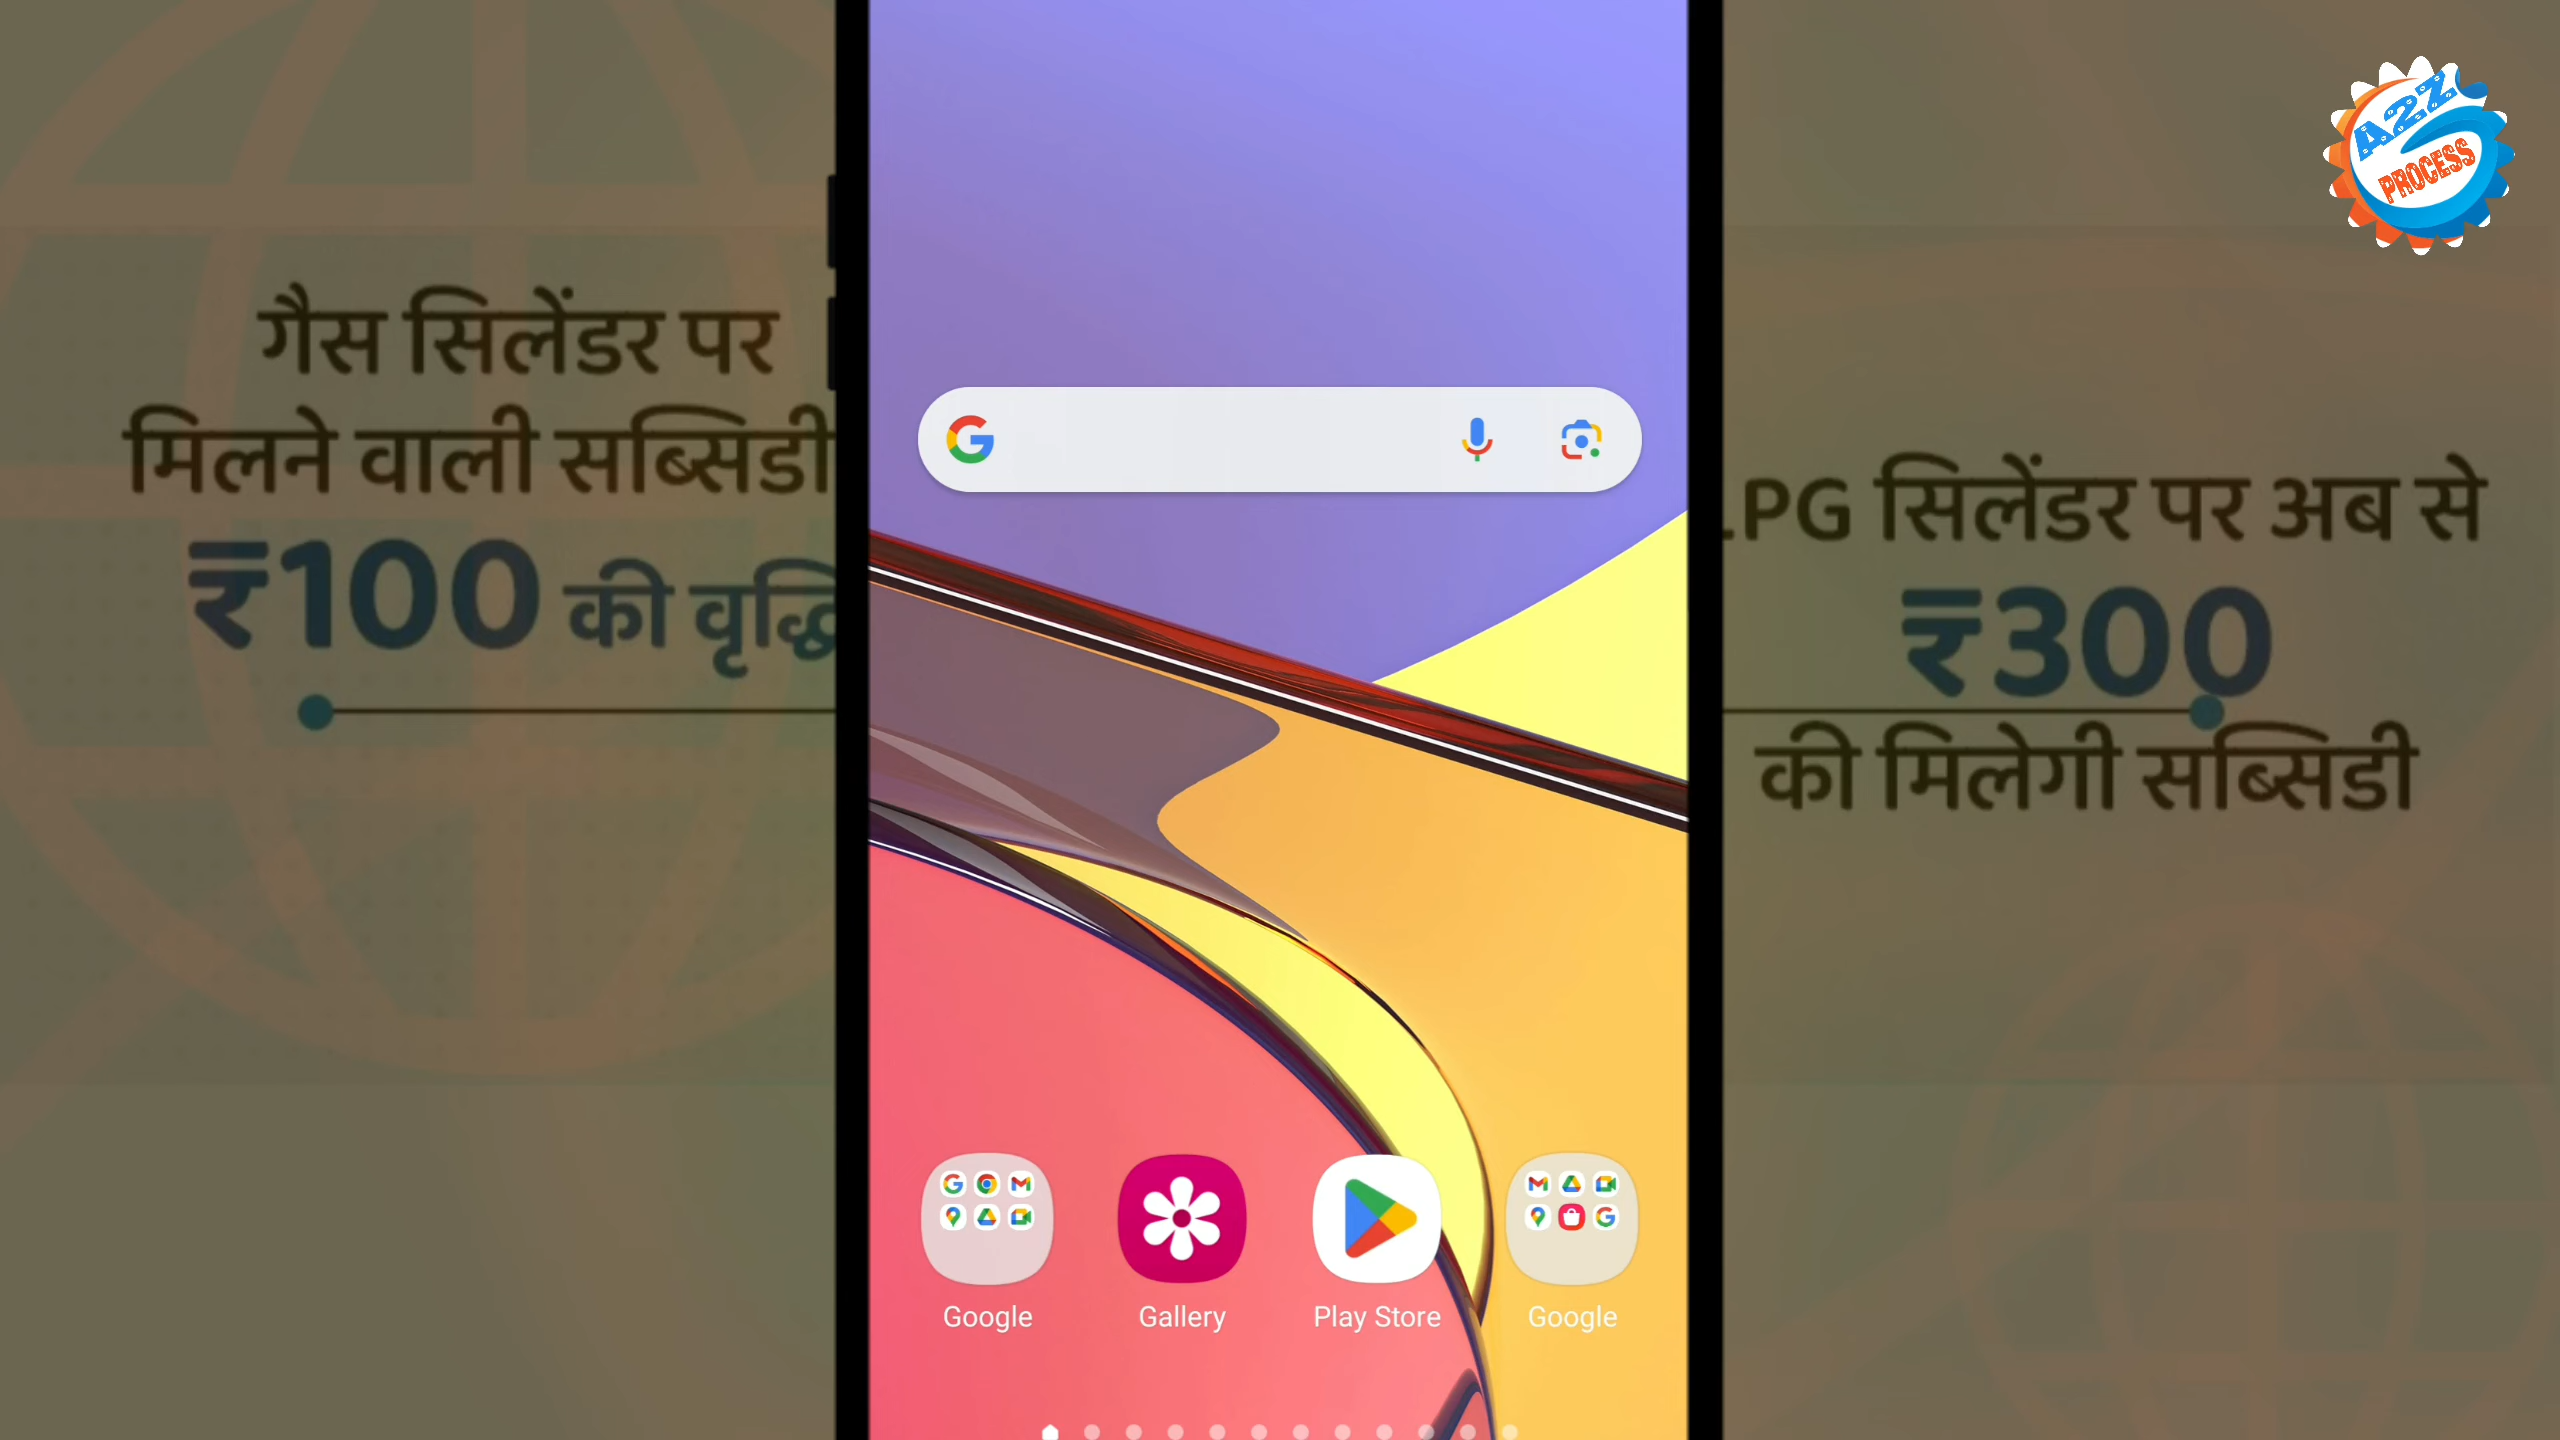 गैस सिलेंडर पर
मिलने वाली सब्सिडी
₹100 की वृद्धि
.PG सिलेंडर पर अब से
₹300
की मिलेगी सब्सिडी
A2Z
PROCESS
Google
Gallery
Play Store
Google